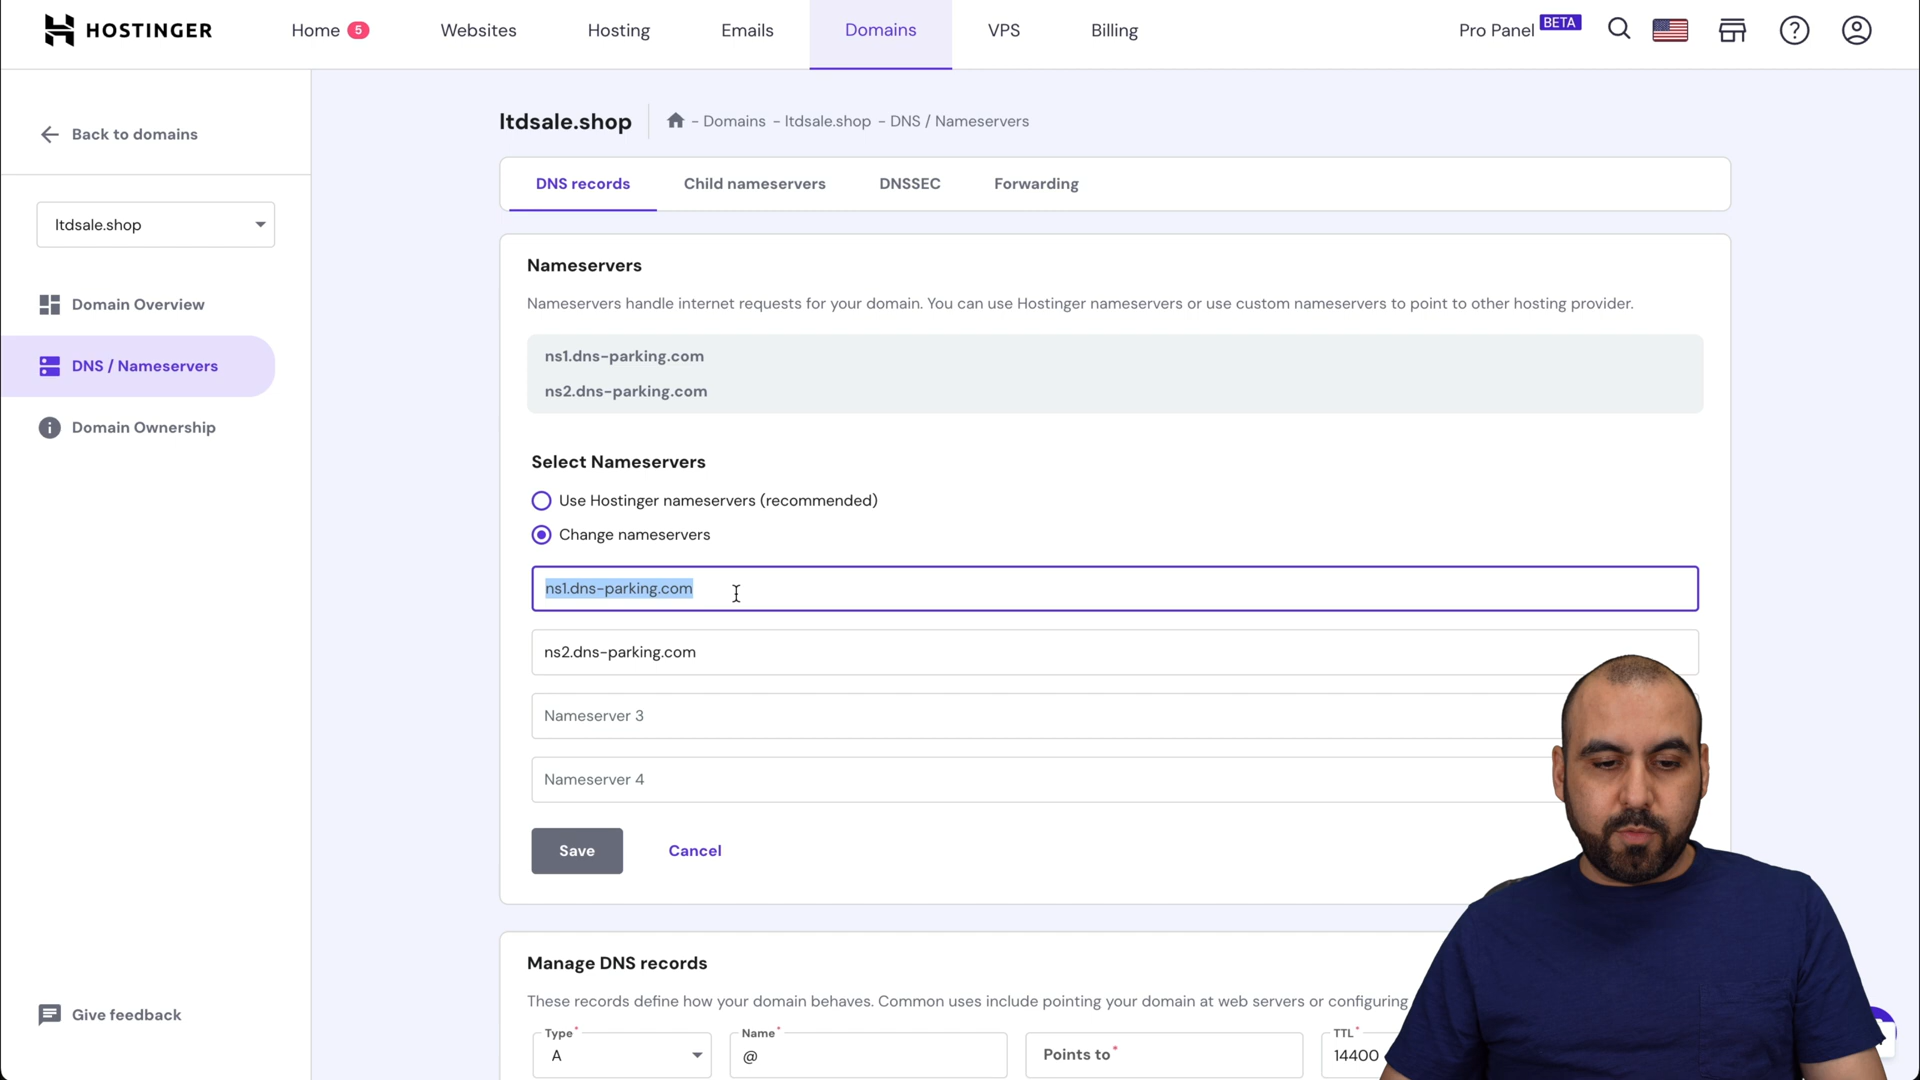 HOSTINGER
Home 5
Websites
Hosting
Emails
Domains
VPS
Billing
Pro Panel BETA
Back to domains
ltdsale.shop
Domain Overview
DNS / Nameservers
Domain Ownership
Give feedback
ltdsale.shop
- Domains - ltdsale.shop - DNS / Nameservers
DNS records
Child nameservers
DNSSEC
Forwarding
Nameservers
Nameservers handle internet requests for your domain. You can use Hostinger nameservers or use custom nameservers to point to other hosting provider.
ns1.dns-parking.com
ns2.dns-parking.com
Select Nameservers
Use Hostinger nameservers (recommended)
Change nameservers
ns1.dns-parking.com
ns2.dns-parking.com
Nameserver 3
Nameserver 4
Save
Cancel
Manage DNS records
These records define how your domain behaves. Common uses include pointing your domain at web servers or configuring
Type*
A
Name*
@
Points to*
TTL*
14400